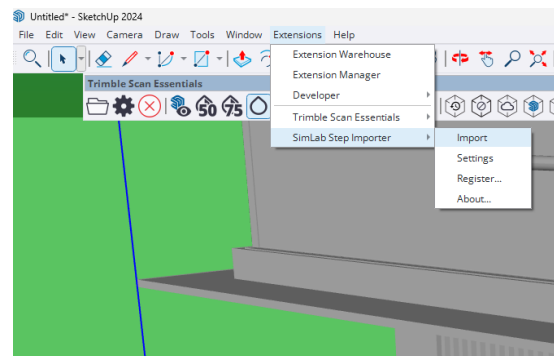 Untitled* - SketchUp 2024
File Edit View Camera Draw Tools Window Extensions Help
Extension Warehouse
Extension Manager
Trimble Scan Essentials
Developer
50 75
Trimble Scan Essentials
SimLab Step Importer
Import
Settings
Register...
About...